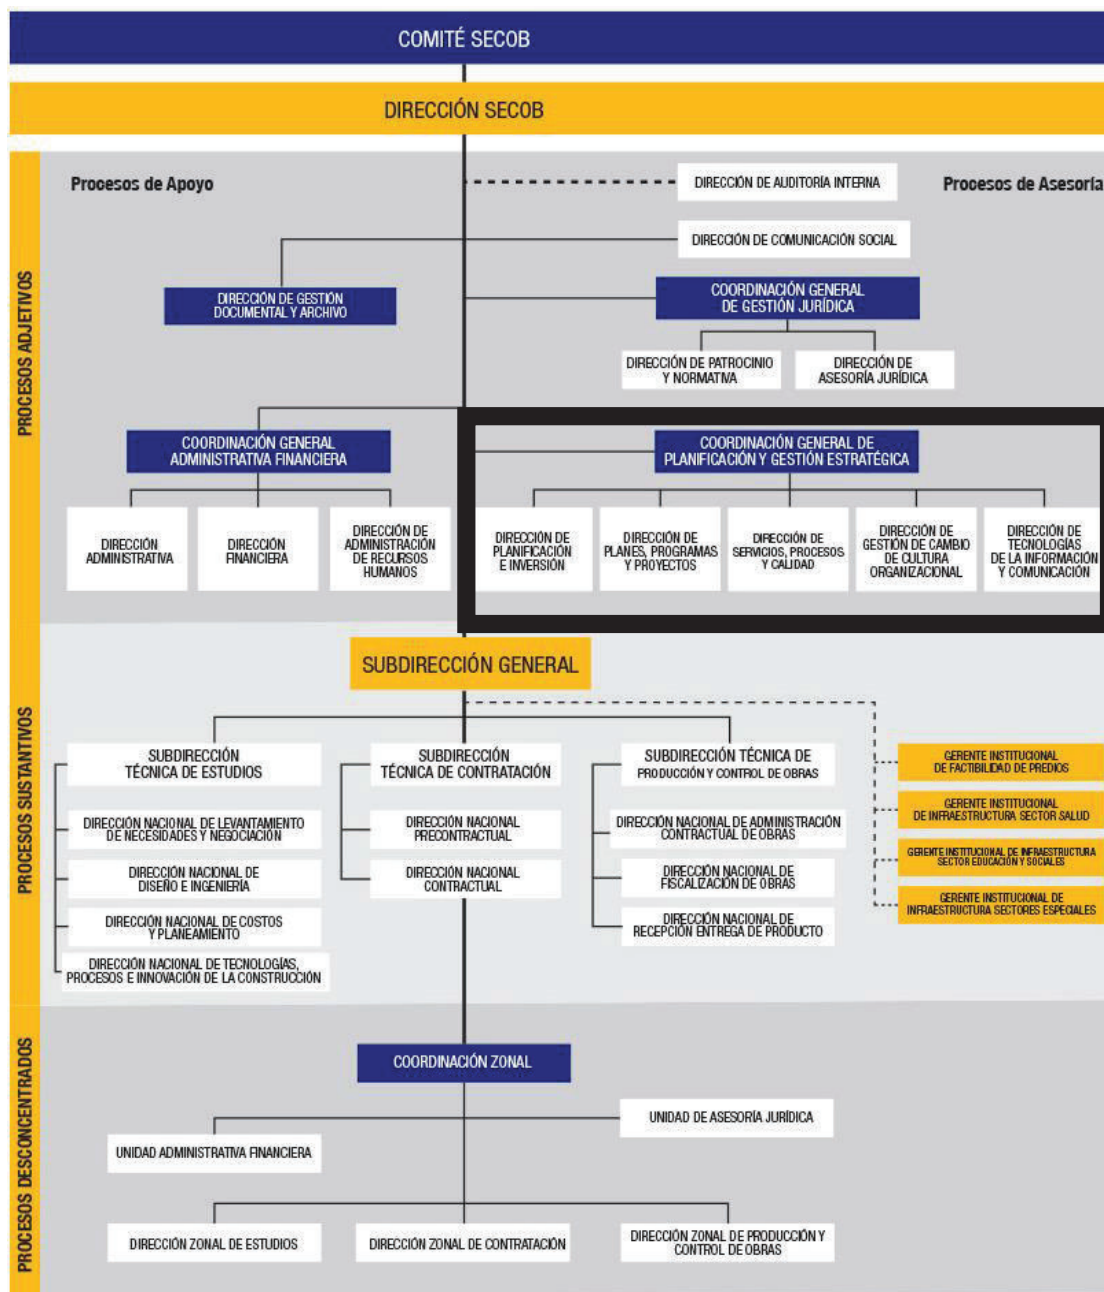 COMITÉ SECOB
DIRECCIÓN SECOB
PROCESOS ADJETIVOS
Procesos de Apoyo
Procesos de Asesoría
DIRECCIÓN DE AUDITORÍA INTERNA
DIRECCIÓN DE COMUNICACIÓN SOCIAL
DIRECCIÓN DE GESTIÓN
DOCUMENTAL Y ARCHIVO
COORDINACIÓN GENERAL
DE GESTIÓN JURÍDICA
DIRECCIÓN DE PATROCINIO
Y NORMATIVA
DIRECCIÓN DE
ASESORÍA JURÍDICA
COORDINACIÓN GENERAL
ADMINISTRATIVA FINANCIERA
DIRECCIÓN
ADMINISTRATIVA
DIRECCIÓN
FINANCIERA
DIRECCIÓN DE
ADMINISTRACIÓN
DE RECURSOS
HUMANOS
COORDINACIÓN GENERAL DE
PLANIFICACIÓN Y GESTIÓN ESTRATÉGICA
DIRECCIÓN DE
PLANIFICACIÓN
E INVERSIÓN
DIRECCIÓN DE
PLANES, PROGRAMAS
Y PROYECTOS
DIRECCIÓN DE
SERVICIOS, PROCESOS
Y CALIDAD
DIRECCIÓN DE
GESTIÓN DE CAMBIO
DE CULTURA
ORGANIZACIONAL
DIRECCIÓN DE
TECNOLOGÍAS
DE LA INFORMACIÓN
Y COMUNICACIÓN
PROCESOS SUSTANTIVOS
SUBDIRECCIÓN GENERAL
SUBDIRECCIÓN
TÉCNICA DE ESTUDIOS
DIRECCIÓN NACIONAL DE LEVANTAMIENTO
DE NECESIDADES Y NEGOCIACIÓN
DIRECCIÓN NACIONAL DE
DISEÑO E INGENIERÍA
DIRECCIÓN NACIONAL DE COSTOS
Y PLANEAMIENTO
DIRECCIÓN NACIONAL DE TECNOLOGÍAS,
PROCESOS E INNOVACIÓN DE LA CONSTRUCCIÓN
SUBDIRECCIÓN
TÉCNICA DE CONTRATACIÓN
DIRECCIÓN NACIONAL
PRECONTRACTUAL
DIRECCIÓN NACIONAL
CONTRACTUAL
SUBDIRECCIÓN TÉCNICA DE
PRODUCCIÓN Y CONTROL DE OBRAS
DIRECCIÓN NACIONAL DE ADMINISTRACIÓN
CONTRACTUAL DE OBRAS
DIRECCIÓN NACIONAL DE
FISCALIZACIÓN DE OBRAS
DIRECCIÓN NACIONAL DE
RECEPCIÓN ENTREGA DE PRODUCTO
GERENTE INSTITUCIONAL
DE FACTIBILIDAD DE PREDIOS
GERENTE INSTITUCIONAL
DE INFRAESTRUCTURA SECTOR SALUD
GERENTE INSTITUCIONAL DE INFRAESTRUCTURA
SECTOR EDUCACIÓN Y SOCIALES
GERENTE INSTITUCIONAL DE
INFRAESTRUCTURA SECTORES ESPECIALES
PROCESOS DESCONCENTRADOS
COORDINACIÓN ZONAL
UNIDAD DE ASESORÍA JURÍDICA
UNIDAD ADMINISTRATIVA FINANCIERA
DIRECCIÓN ZONAL DE ESTUDIOS
DIRECCIÓN ZONAL DE CONTRATACIÓN
DIRECCIÓN ZONAL DE PRODUCCIÓN Y
CONTROL DE OBRAS